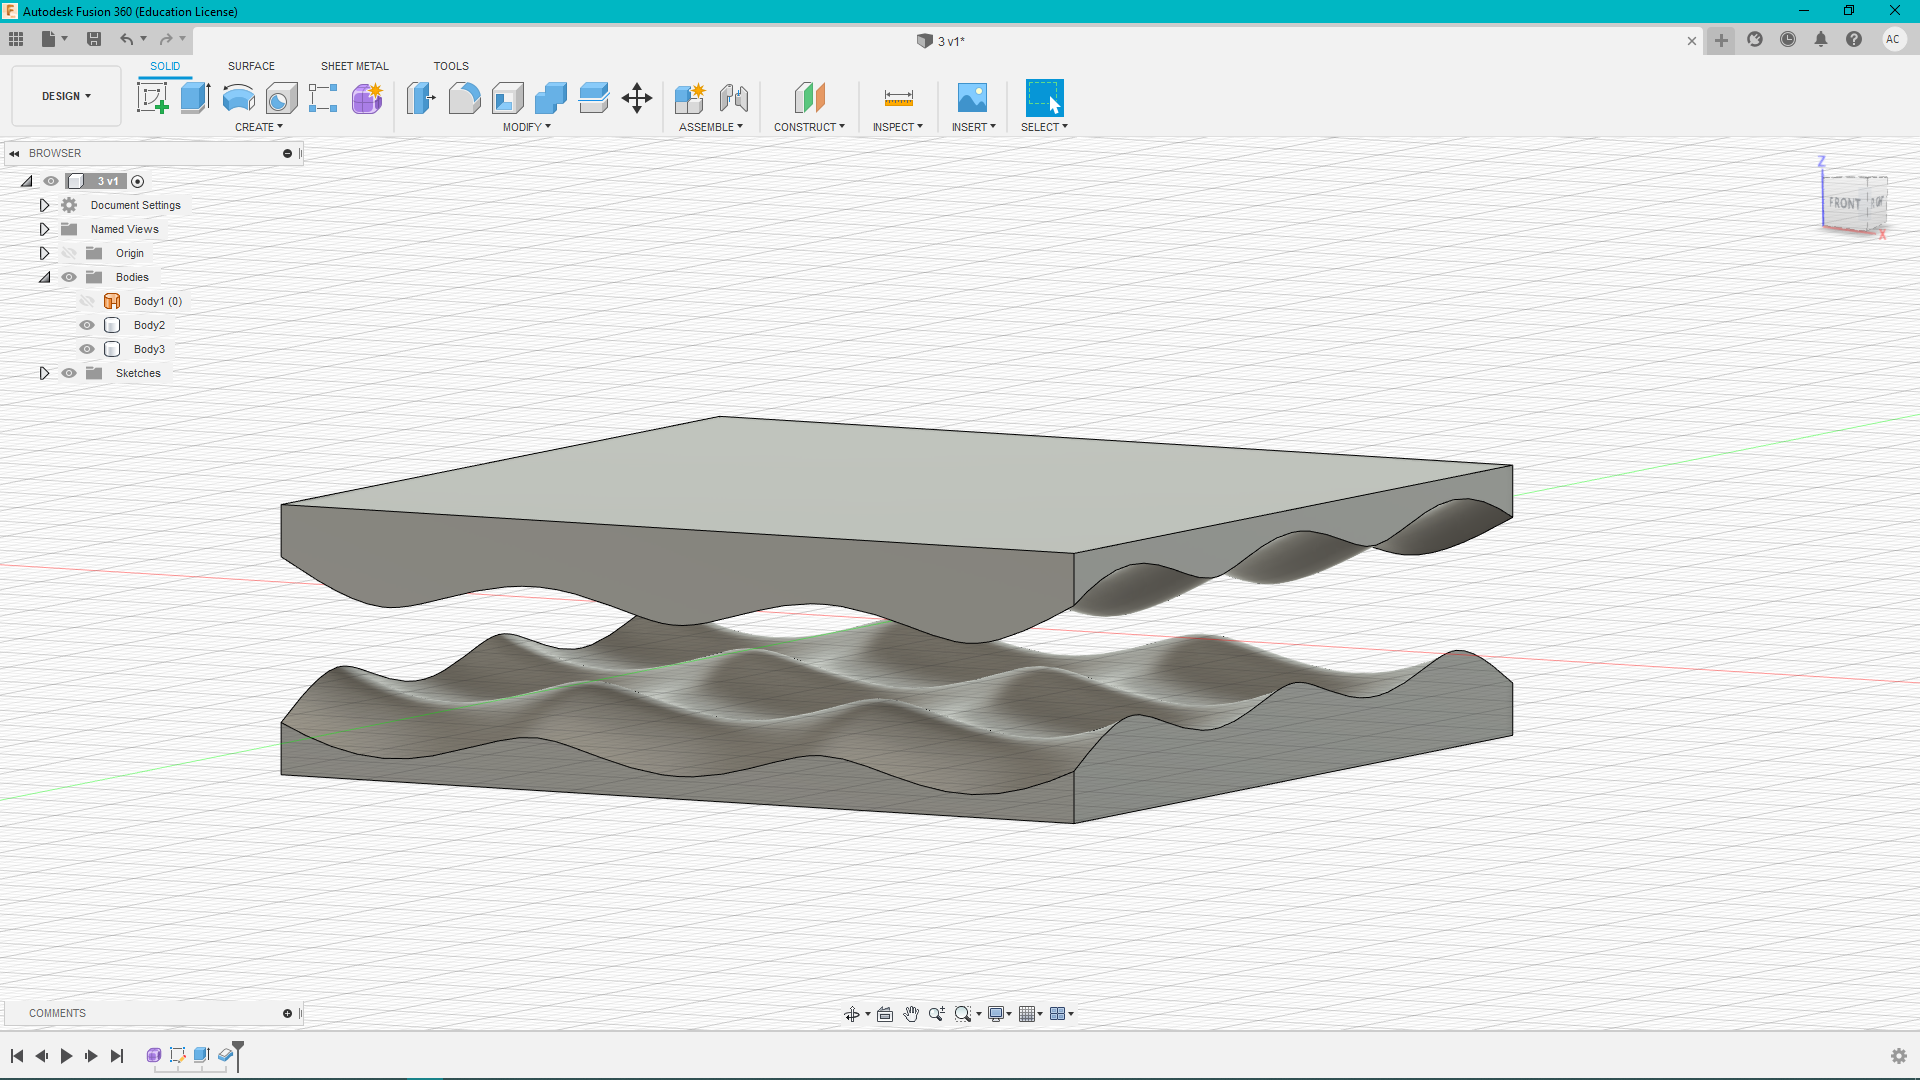 Autodesk Fusion 360 (Education License)
3 v1*
AC
SOLID SURFACE SHEET METAL TOOLS
DESIGN
CREATE MODIFY ASSEMBLE CONSTRUCT INSPECT INSERT SELECT
BROWSER
3 v1
Document Settings
Named Views
Origin
Bodies
Body1 (0)
Body2
Body3
Sketches
Z
FRONT
X
COMMENTS